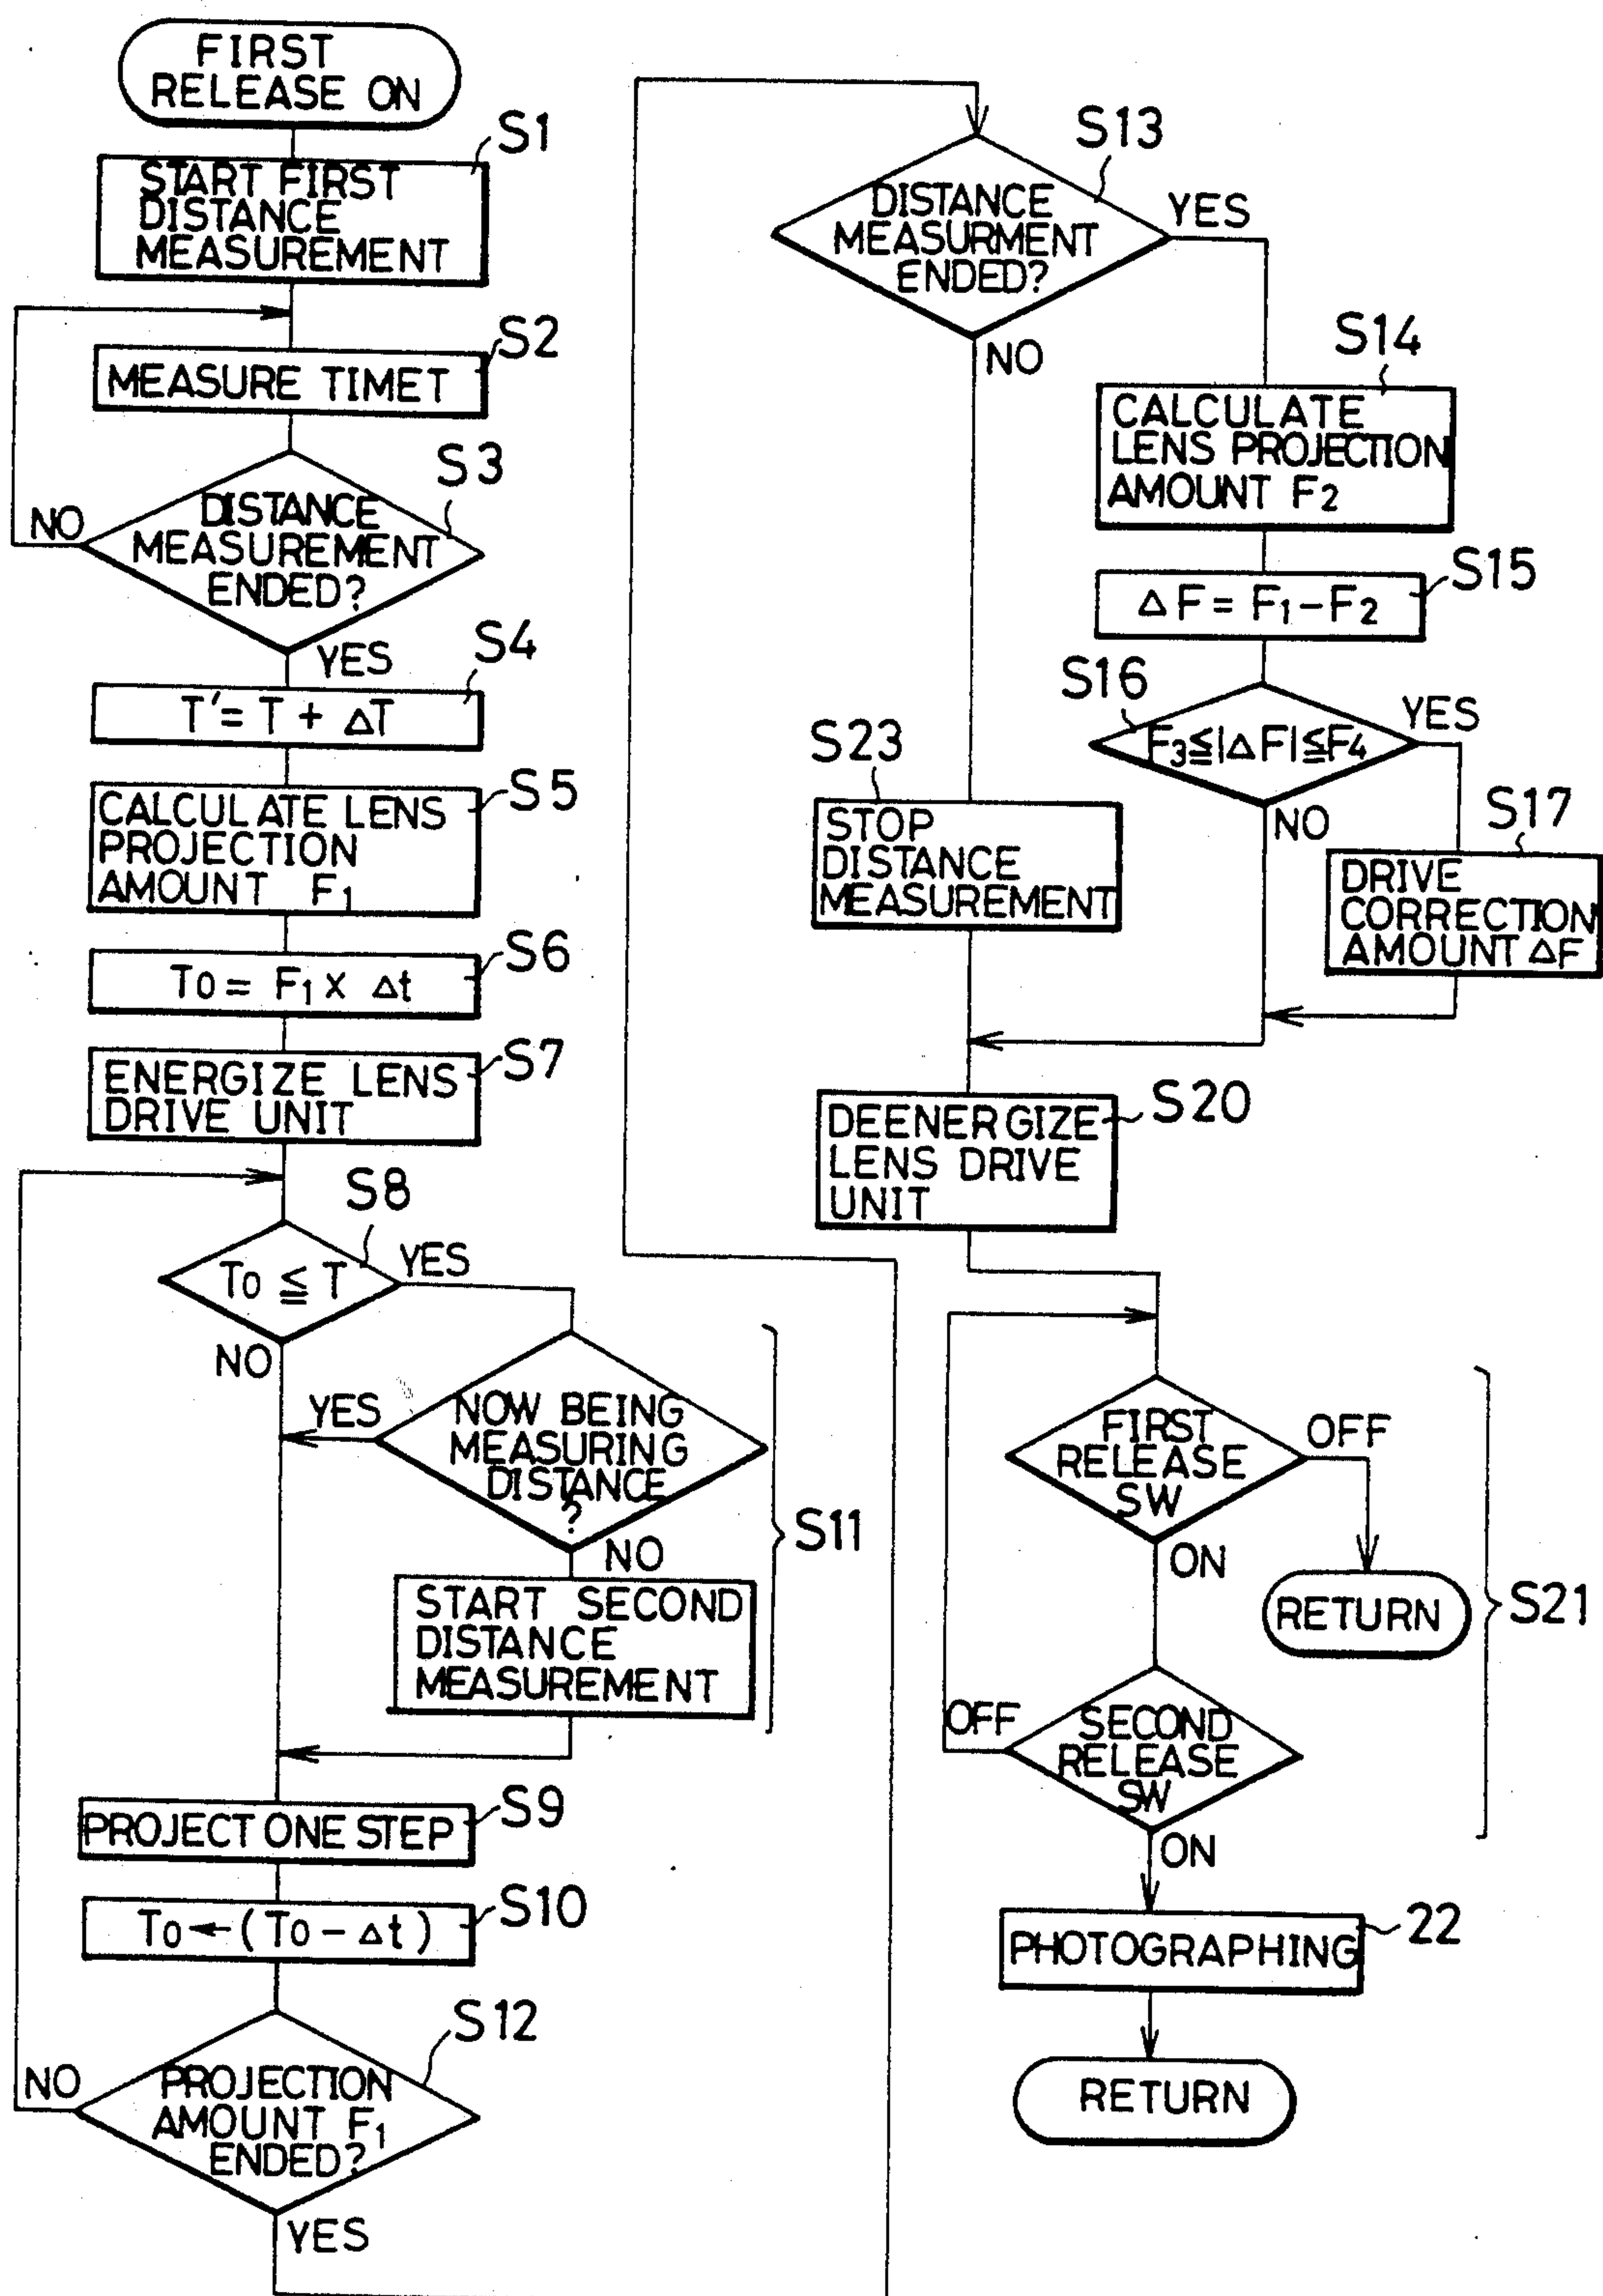 FIRST
RELEASE ON
S1
START FIRST
DISTANCE
MEASUREMENT
S2
MEASURE TIMET
S3
DISTANCE
MEASUREMENT
ENDED?
NO
YES
S4
T' = T + ΔT
S5
CALCULATE LENS
PROJECTION
AMOUNT F1
S6
T0 = F1 x Δt
S7
ENERGIZE LENS
DRIVE UNIT
S8
T0 ≦ T
YES
NO
NOW BEING
MEASURING
DISTANCE
?
YES
NO
START SECOND
DISTANCE
MEASUREMENT
S11
S9
PROJECT ONE STEP
S10
T0 ← (T0 - Δt)
S12
PROJECTION
AMOUNT F1
ENDED?
NO
YES
S13
DISTANCE
MEASURMENT
ENDED?
YES
NO
S14
CALCULATE
LENS PROJECTION
AMOUNT F2
S15
ΔF = F1 - F2
S16
F3 ≦ |ΔF| ≦ F4
YES
NO
S17
DRIVE
CORRECTION
AMOUNT ΔF
S23
STOP
DISTANCE
MEASUREMENT
S20
DEENERGIZE
LENS DRIVE
UNIT
FIRST
RELEASE
SW
OFF
ON
RETURN
S21
SECOND
RELEASE
SW
OFF
ON
22
PHOTOGRAPHING
RETURN